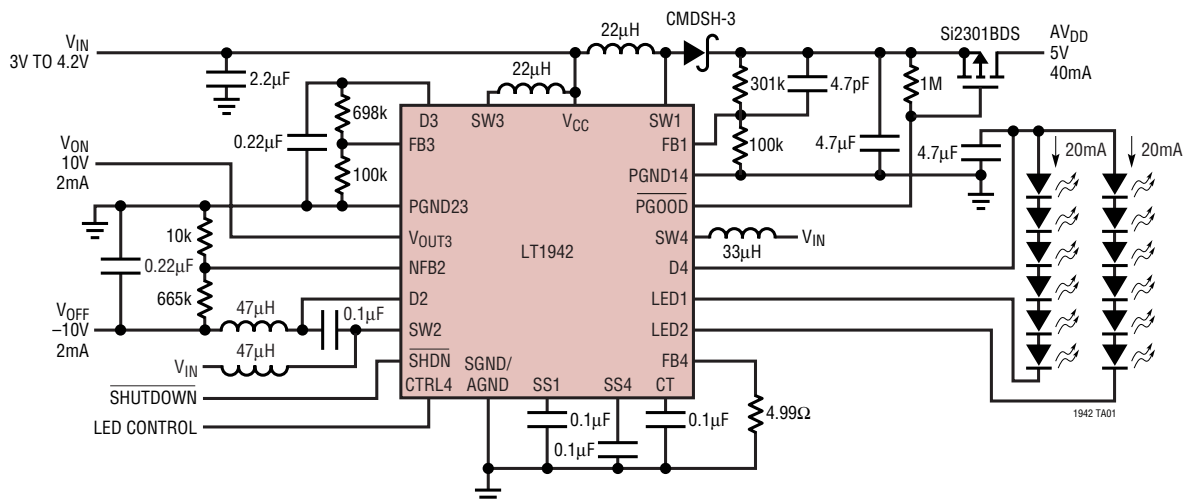 V_IN
3V TO 4.2V
2.2µF
22µH
CMDSH-3
Si2301BDS
AV_DD
5V
40mA
22µH
301k
4.7pF
1M
698k
0.22µF
100k
D3
SW3
V_CC
SW1
FB3
FB1
100k
4.7µF
4.7µF
20mA
20mA
V_ON
10V
2mA
PGND14
PGND23
PGOOD
10k
V_OUT3
SW4
33µH
V_IN
LT1942
0.22µF
NFB2
D4
665k
D2
LED1
V_OFF
–10V
2mA
47µH
0.1µF
SW2
LED2
V_IN
47µH
SHDN
FB4
SHUTDOWN
CTRL4
SGND/
AGND
SS1
SS4
CT
LED CONTROL
0.1µF
0.1µF
0.1µF
4.99Ω
1942 TA01